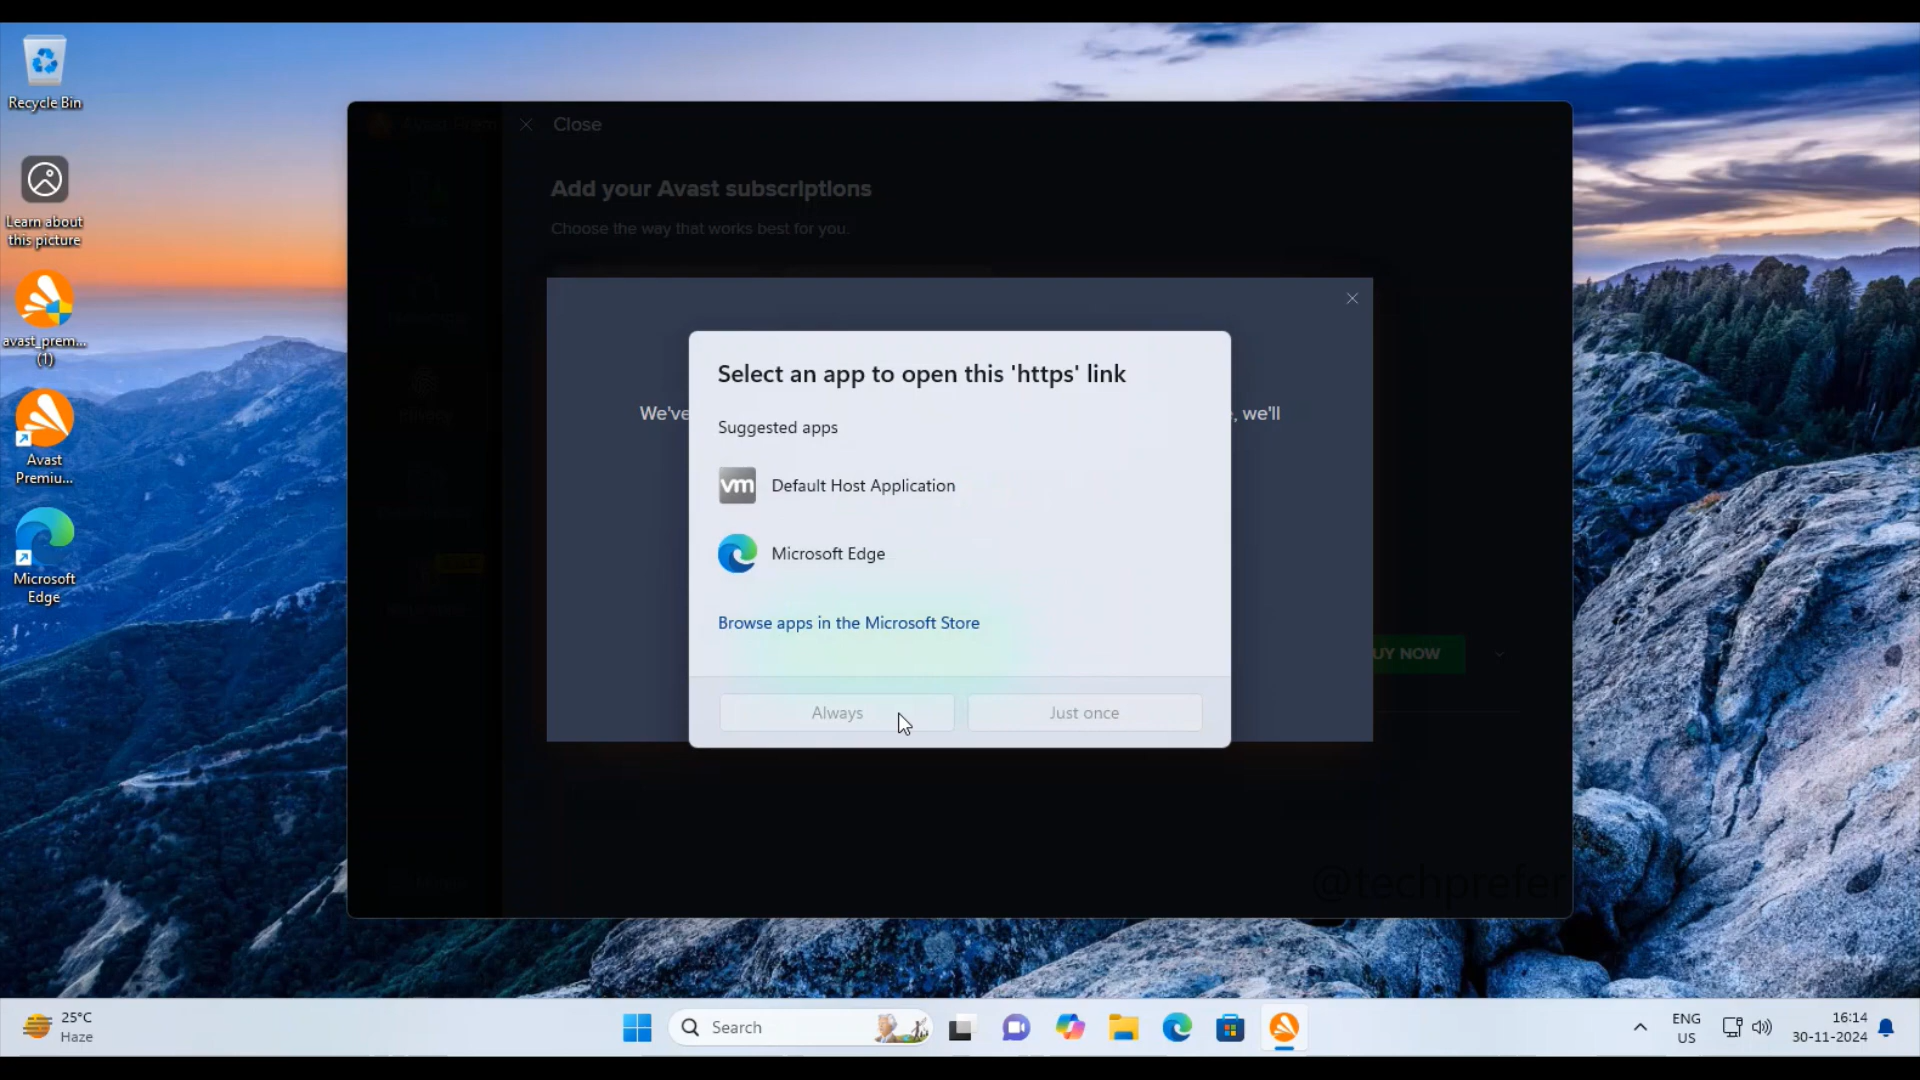 Recycle Bin
Learn about
this picture
avast_prem...
(1)
Avast
Premiu...
Microsoft
Edge
Close
Add your Avast subscriptions
Choose the way that works best for you.
We've
, we'll
Select an app to open this 'https' link
Suggested apps
vm
Default Host Application
Microsoft Edge
Browse apps in the Microsoft Store
Always
Just once
UY NOW
Privacy
@techprefer
25°C
Haze
Search
ENG
US
16:14
30-11-2024